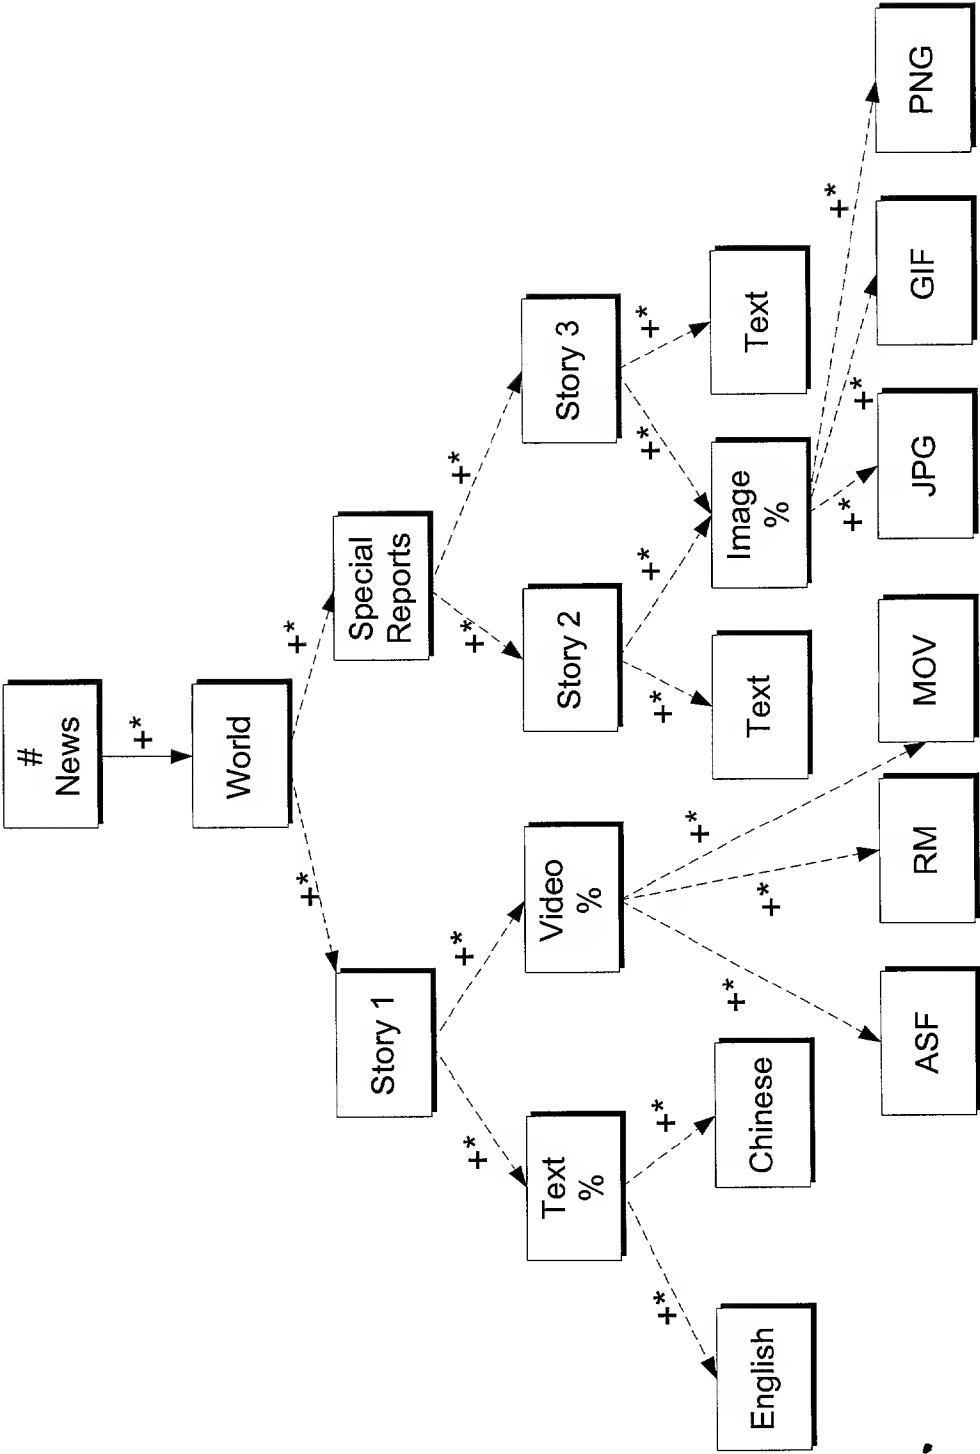 #
News
+*
World
+*
+*
Story 1
Special
Reports
+*
+*
+*
+*
Text
%
Video
%
Story 2
Story 3
+*
+*
+*
+*
+*
+*
+*
+*
+*
English
Chinese
Text
Image
%
Text
+*
+*
+*
+*
ASF
RM
MOV
JPG
GIF
PNG